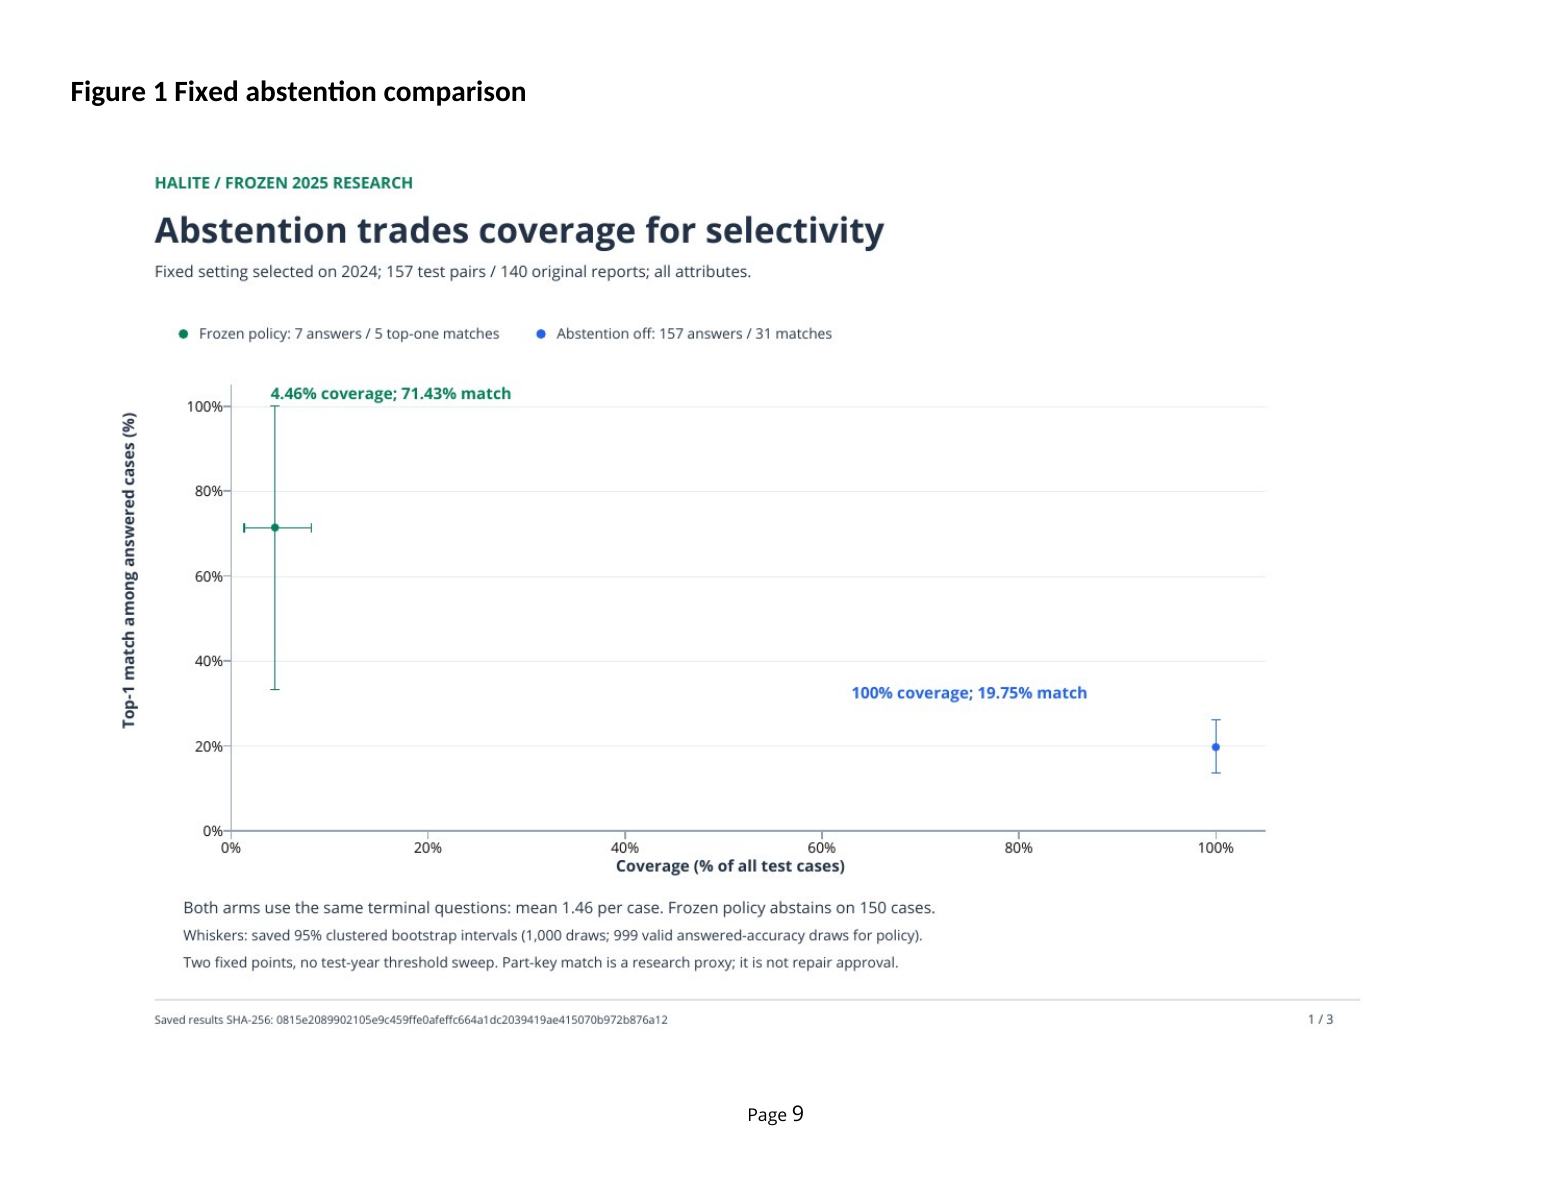 Figure 1 Fixed abstention comparison
HALITE / FROZEN 2025 RESEARCH
Abstention trades coverage for selectivity
Fixed setting selected on 2024; 157 test pairs / 140 original reports; all attributes.
Frozen policy: 7 answers / 5 top-one matches
Abstention off: 157 answers / 31 matches
4.46% coverage; 71.43% match
100%
80%
60%
40%
20%
0%
Top-1 match among answered cases (%)
100% coverage; 19.75% match
0%
20%
40%
60%
80%
100%
Coverage (% of all test cases)
Both arms use the same terminal questions: mean 1.46 per case. Frozen policy abstains on 150 cases.
Whiskers: saved 95% clustered bootstrap intervals (1,000 draws; 999 valid answered-accuracy draws for policy).
Two fixed points, no test-year threshold sweep. Part-key match is a research proxy; it is not repair approval.
Saved results SHA-256: 0815e2089902105e9c459ffe0afeffc664a1dc2039419ae415070b972b876a12
1 / 3
Page 9